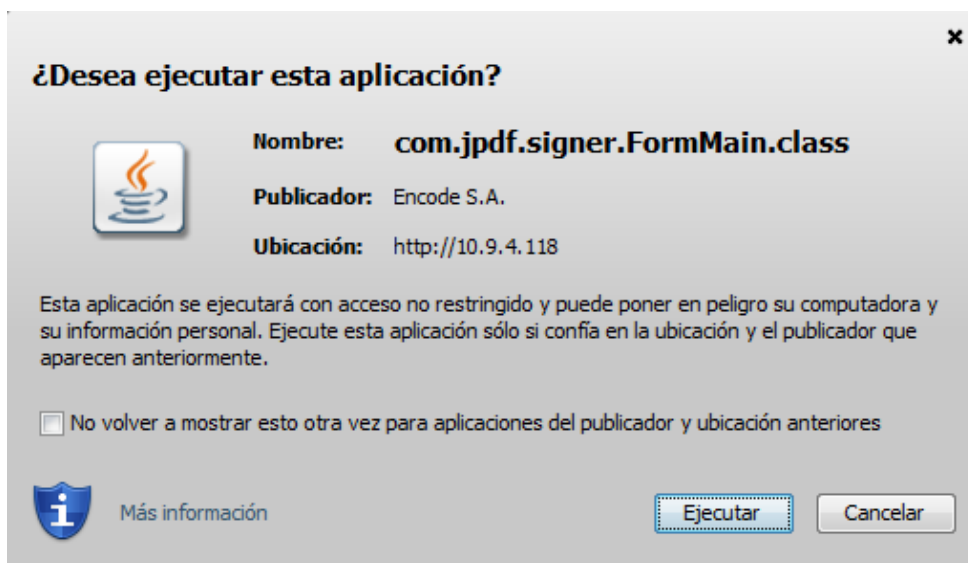 ¿Desea ejecutar esta aplicación?
Nombre: com.jpdf.signer.FormMain.class
Publicador: Encode S.A.
Ubicación: http://10.9.4.118
Esta aplicación se ejecutará con acceso no restringido y puede poner en peligro su computadora y
su información personal. Ejecute esta aplicación sólo si confía en la ubicación y el publicador que
aparecen anteriormente.
No volver a mostrar esto otra vez para aplicaciones del publicador y ubicación anteriores
Más información
Ejecutar
Cancelar